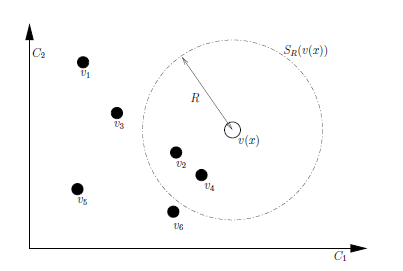 C₂
S_R(v(x))
v₁
R
v₃
v(x)
v₂
v₄
v₅
v₆
C₁